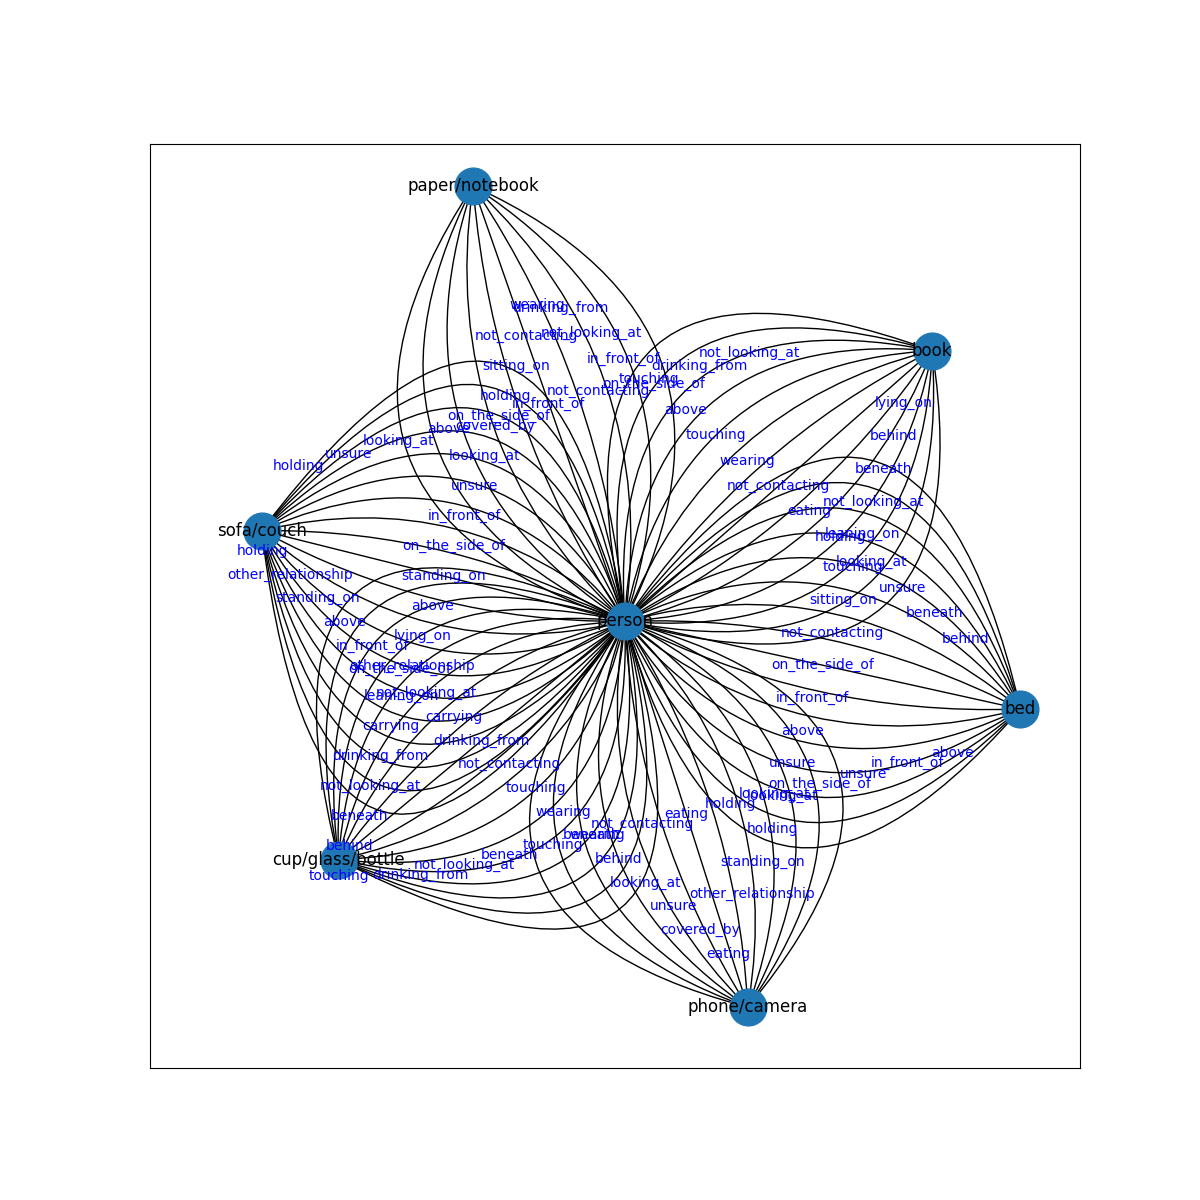 paper/notebook
wearing
drinking_from
not_contacting
not_looking_at
book
not_looking_at
in_front_of
drinking_from
sitting_on
touching
on_the_side_of
not_contacting
holding
in_front_of
lying_on
above
on_the_side_of
covered_by
above
touching
behind
looking_at
unsure
looking_at
wearing
holding
beneath
unsure
not_contacting
not_looking_at
eating
in_front_of
sofa/couch
leaning_on
holding
on_the_side_of
holding
looking_at
touching
other_relationship
standing_on
unsure
standing_on
sitting_on
above
beneath
above
person
lying_on
not_contacting
behind
in_front_of
other_relationship
on_the_side_of
on_the_side_of
not_looking_at
leaning_on
in_front_of
bed
carrying
carrying
above
drinking_from
drinking_from
above
not_contacting
unsure
in_front_of
unsure
not_looking_at
touching
on_the_side_of
looking_at
looking_at
holding
beneath
wearing
eating
not_contacting
holding
beneath
wearing
behind
touching
cup/glass/bottle
beneath
behind
standing_on
not_looking_at
touching
drinking_from
looking_at
other_relationship
unsure
covered_by
eating
phone/camera